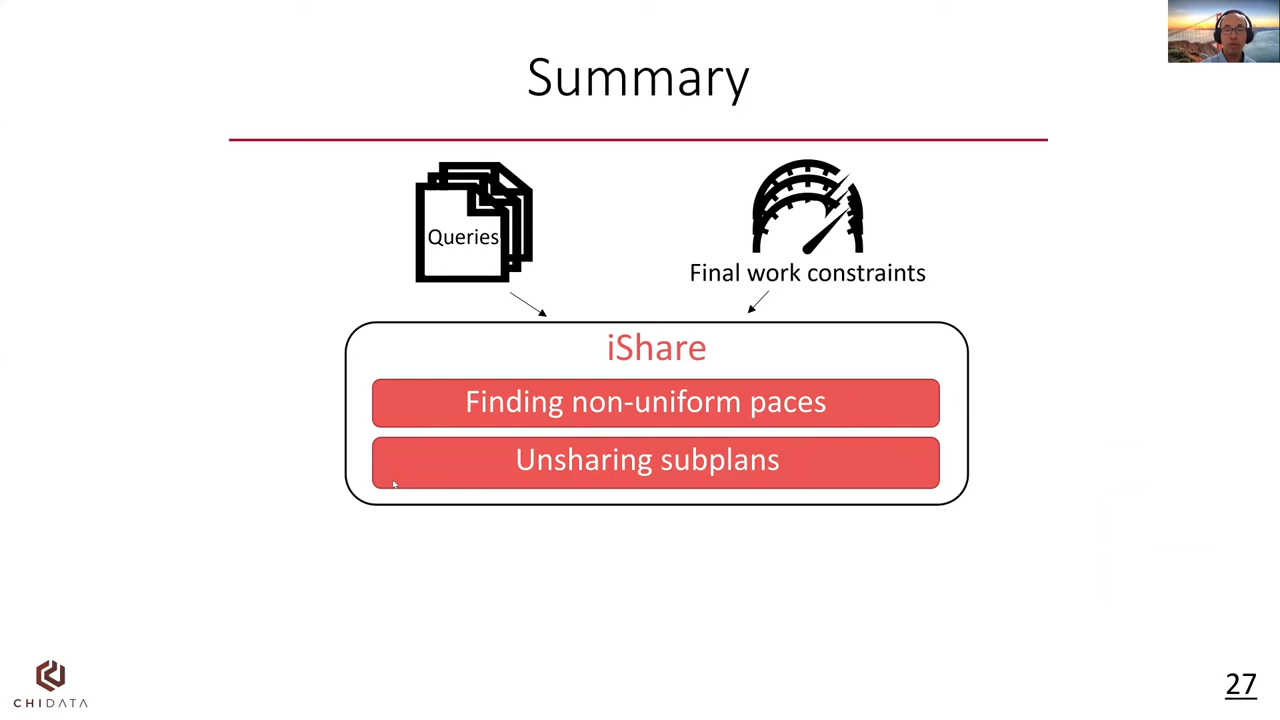 Summary
Queries
Final work constraints
iShare
Finding non-uniform paces
Unsharing subplans
CHIDATA
27